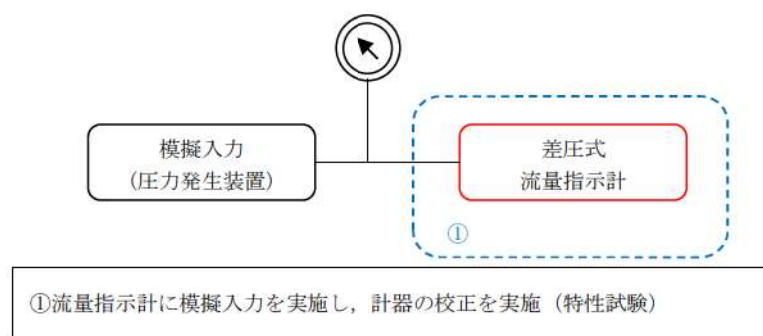 模擬入力
（圧力発生装置）
差圧式
流量指示計
①
①流量指示計に模擬入力を実施し，計器の校正を実施（特性試験）